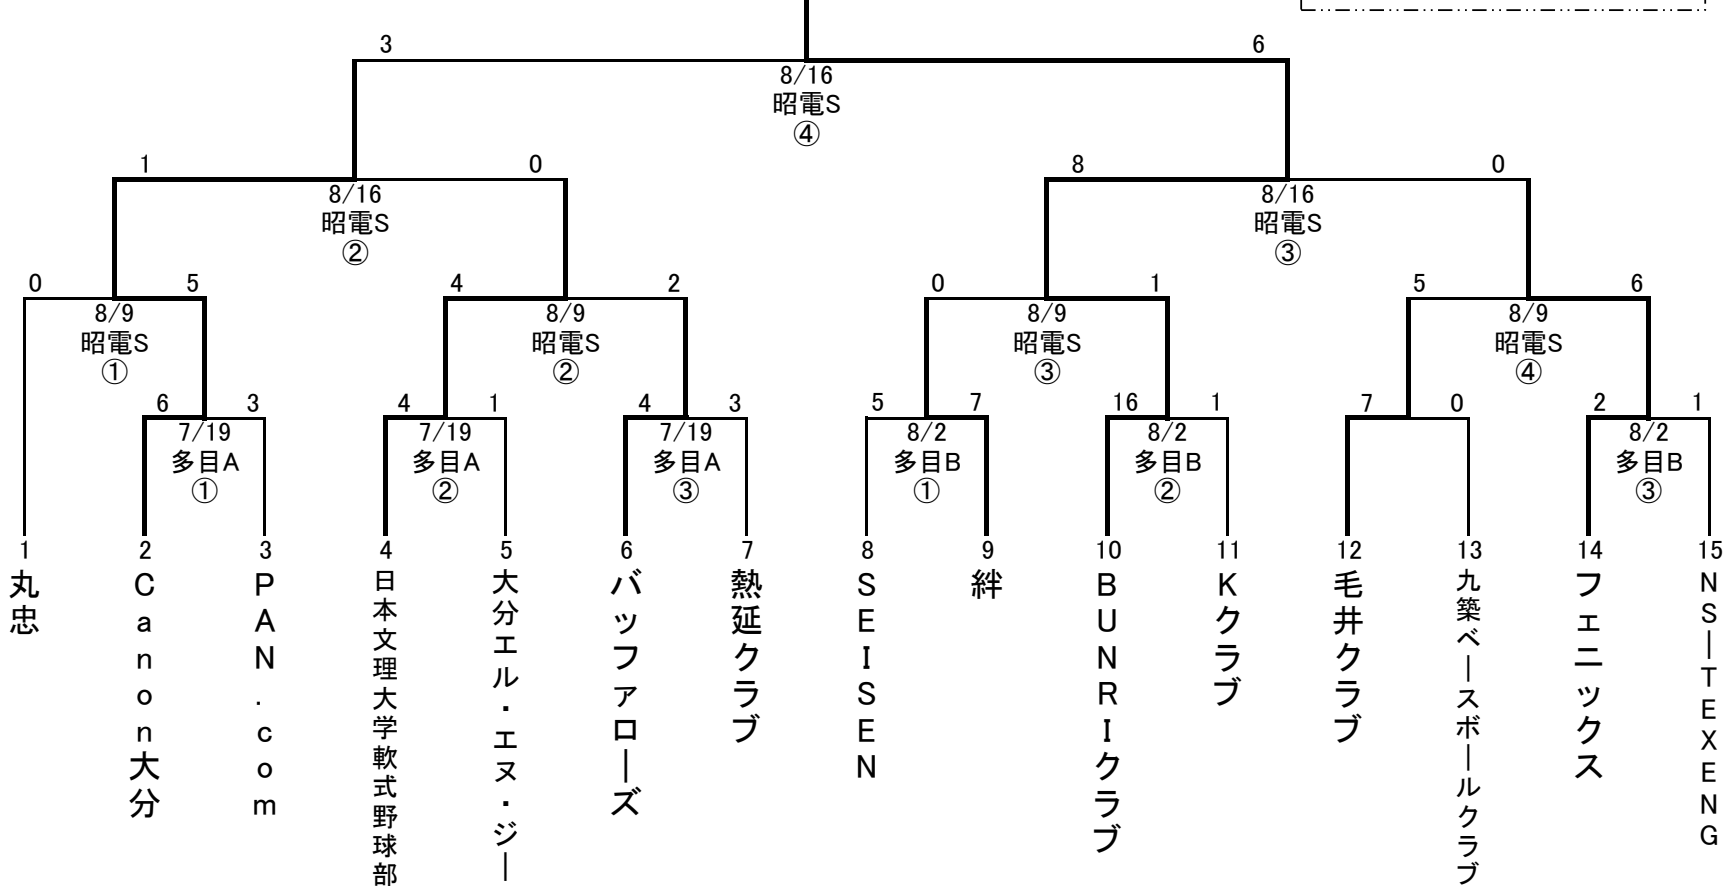 3 6
8/16
昭電S
④
1 0 8 0
8/16 8/16
昭電S 昭電S
② ③
0 5 4 2 0 1 5 6
8/9 8/9 8/9 8/9
昭電S 昭電S 昭電S 昭電S
① ② ③ ④
6 3 4 1 4 3 5 7 16 1 7 0 2 1
7/19 7/19 7/19 8/2 8/2 8/2
多目A 多目A 多目A 多目B 多目B 多目B
① ② ③ ① ② ③
1 2 3 4 5 6 7 8 9 10 11 12 13 14 15
丸忠
Canon大分
PAN.com
日本文理大学軟式野球部
大分エル・エヌ・ジー
バッファローズ
熱延クラブ
SEISEN
絆
BUNRIクラブ
Kクラブ
毛井クラブ
九築ベースボールクラブ
フェニックス
NS―TEXENG